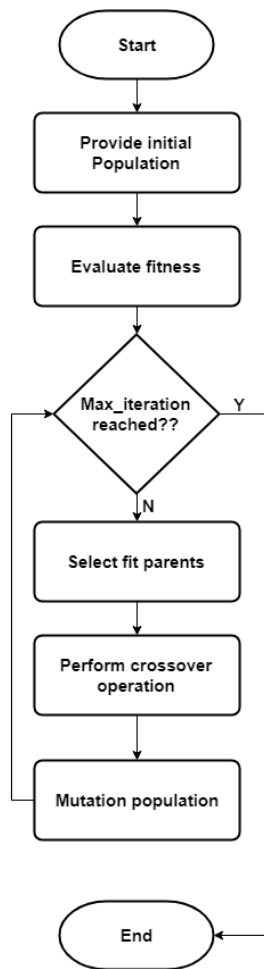 Start
Provide initial
Population
Evaluate fitness
Max_iteration
reached??
Y
N
Select fit parents
Perform crossover
operation
Mutation population
End